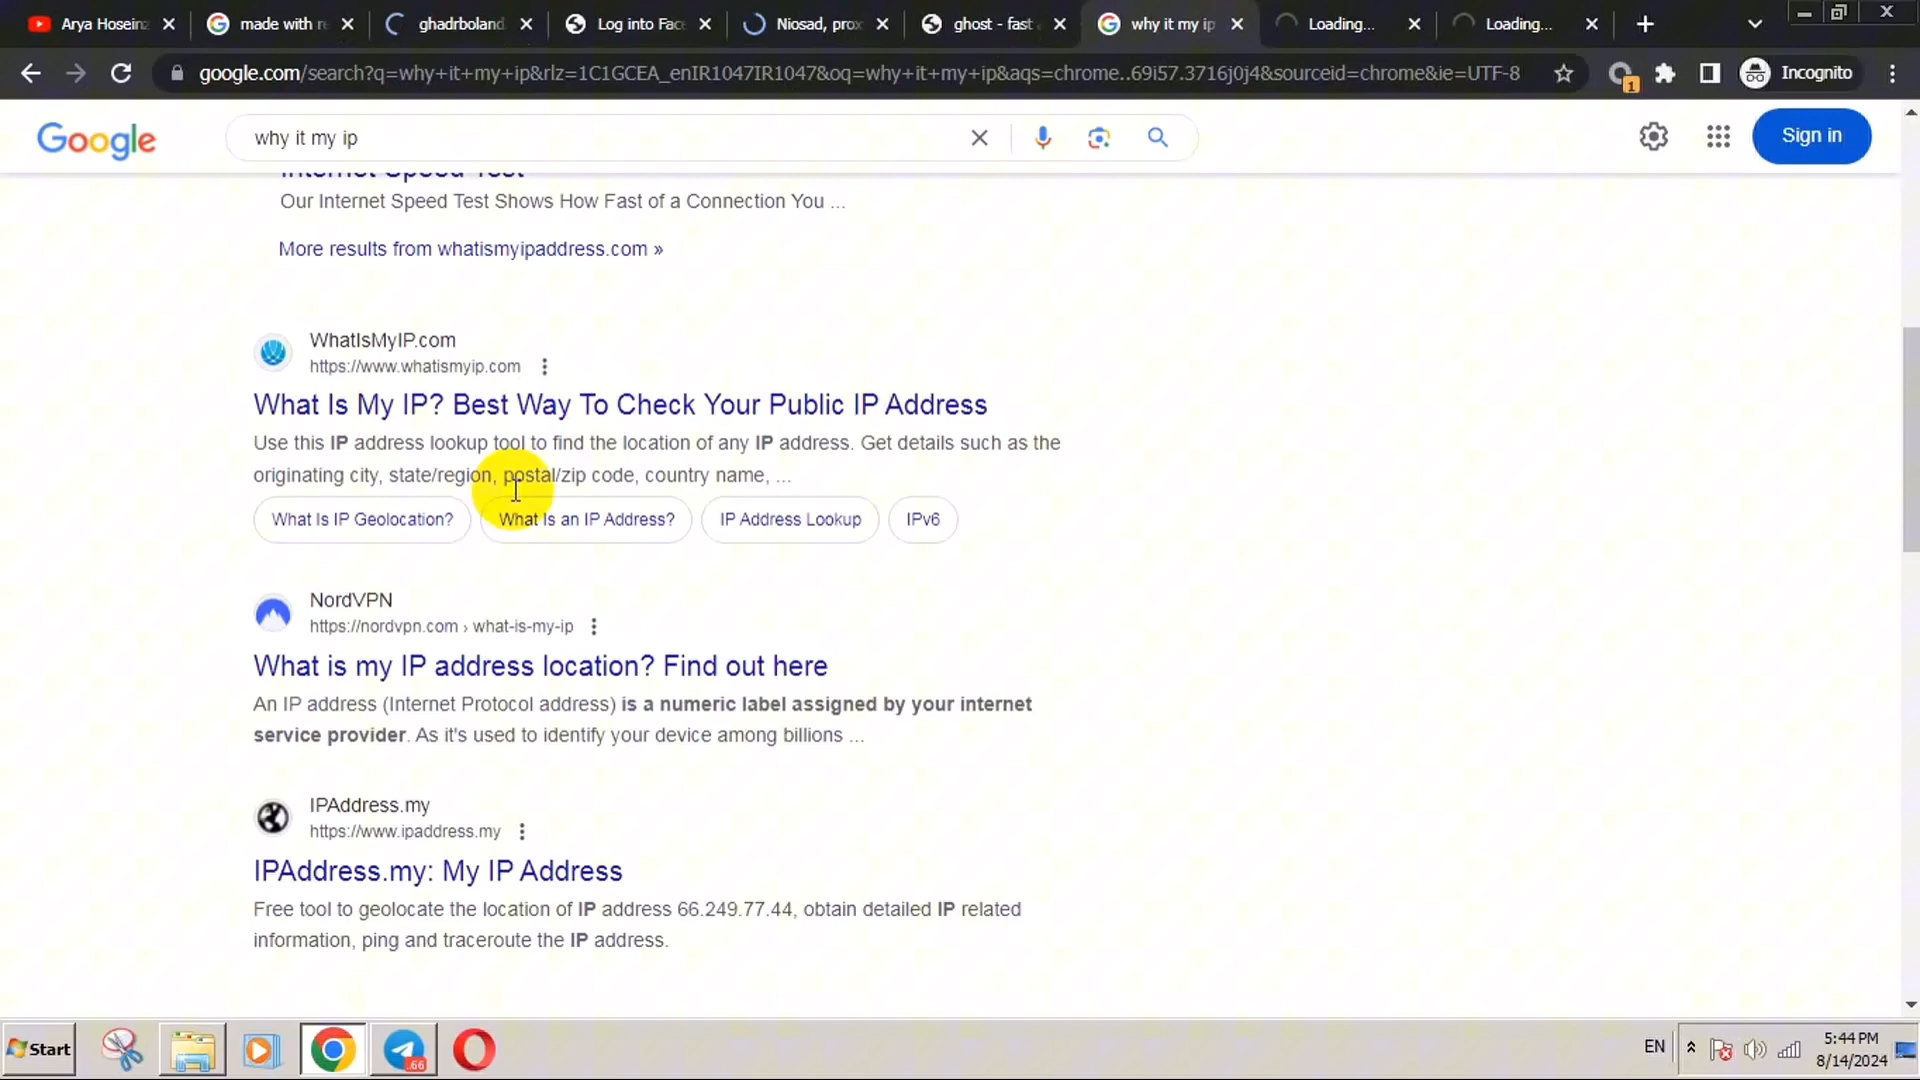 Arya Hoseinz
made with re
ghadrboland
Log into Face
Niosad, prox
ghost - fast
why it my ip
Loading...
Loading...
google.com/search?q=why+it+my+ip&rlz=1C1GCEA_enIR1047IR1047&oq=why+it+my+ip&aqs=chrome..69i57.3716j0j4&sourceid=chrome&ie=UTF-8
1
Incognito
Google
why it my ip
Sign in
Internet Speed Test
Our Internet Speed Test Shows How Fast of a Connection You ...
More results from whatismyipaddress.com »
WhatIsMyIP.com
https://www.whatismyip.com
What Is My IP? Best Way To Check Your Public IP Address
Use this IP address lookup tool to find the location of any IP address. Get details such as the
originating city, state/region, postal/zip code, country name, ...
What Is IP Geolocation?
What Is an IP Address?
IP Address Lookup
IPv6
NordVPN
https://nordvpn.com › what-is-my-ip
What is my IP address location? Find out here
An IP address (Internet Protocol address) is a numeric label assigned by your internet
service provider. As it's used to identify your device among billions ...
IPAddress.my
https://www.ipaddress.my
IPAddress.my: My IP Address
Free tool to geolocate the location of IP address 66.249.77.44, obtain detailed IP related
information, ping and traceroute the IP address.
Start
..66
EN
5:44 PM
8/14/2024